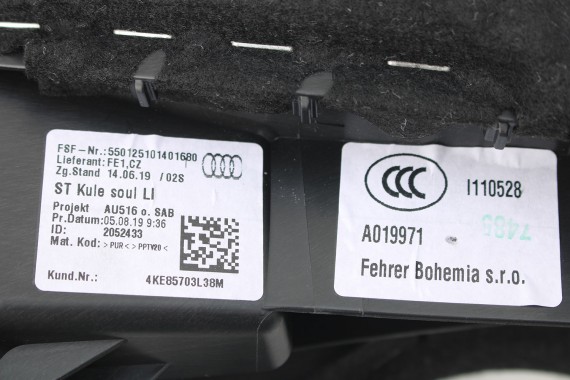 FSF-Nr.: 550125101401680
Lieferant: FE1,CZ
Zg.Stand 14.06.19 / 02S
ST Kule soul LI
Projekt AU516 o. SAB
Pr.Datum: 05.08.19 9:36
ID: 2052433
Mat. Kod: >PUR< >PPTV20<
Kund.Nr.: 4KE85703L38M
CCC
I110528
7485
A019971
Fehrer Bohemia s.r.o.